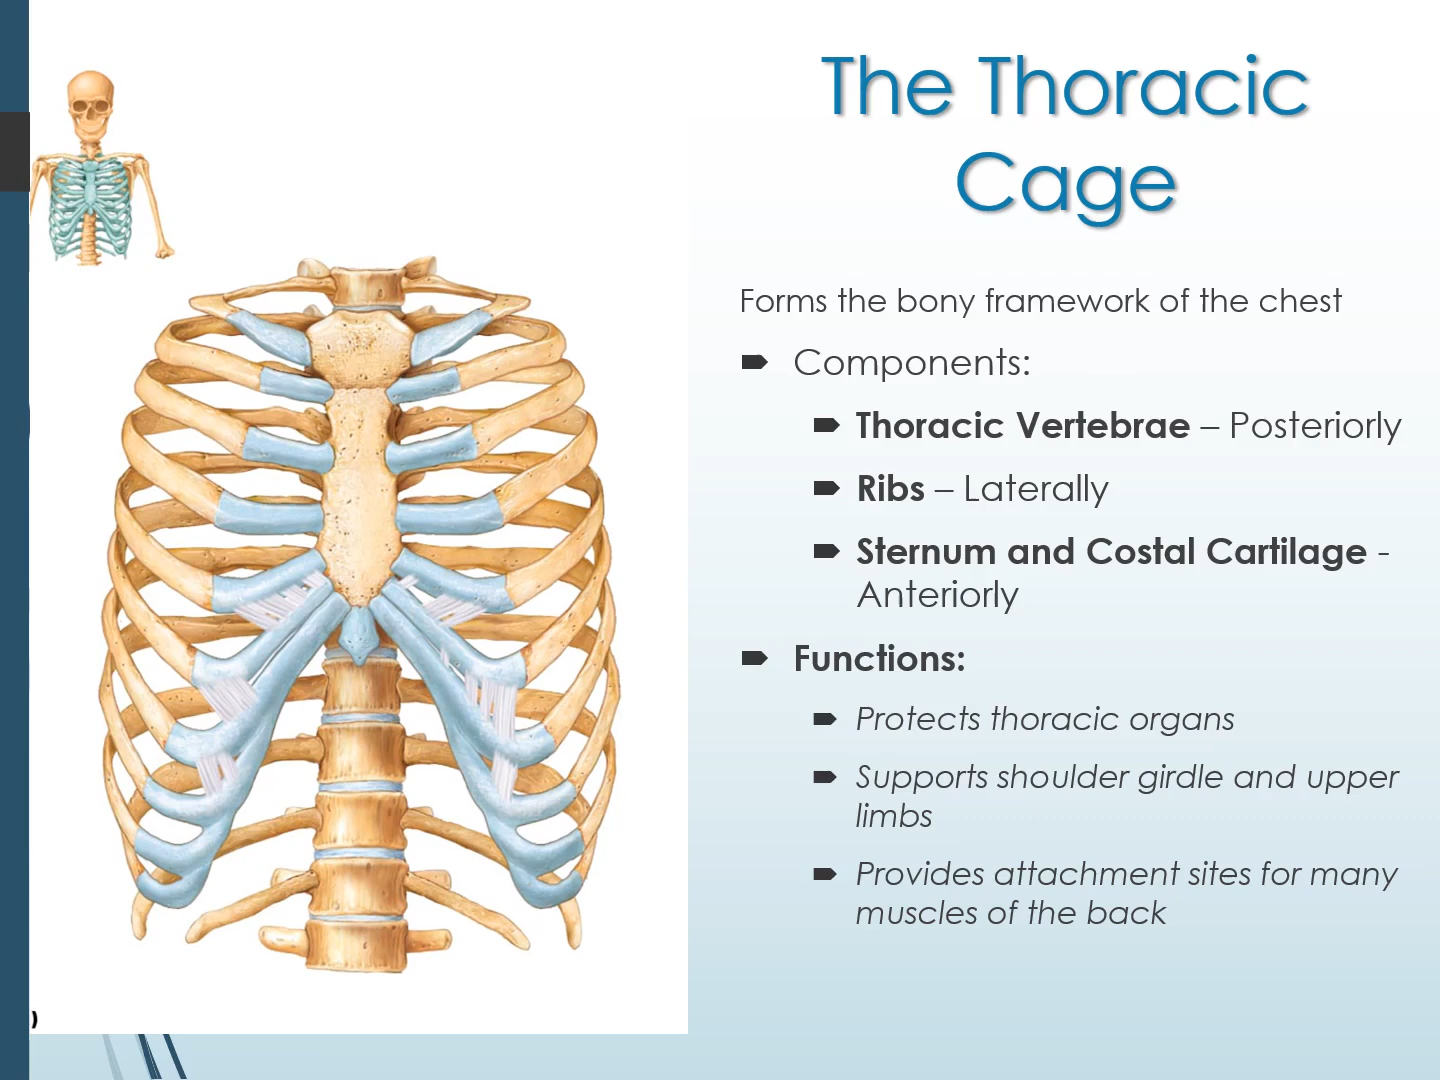 The Thoracic
Cage
Forms the bony framework of the chest
Components:
Thoracic Vertebrae – Posteriorly
Ribs – Laterally
Sternum and Costal Cartilage -
Anteriorly
Functions:
Protects thoracic organs
Supports shoulder girdle and upper
limbs
Provides attachment sites for many
muscles of the back
)